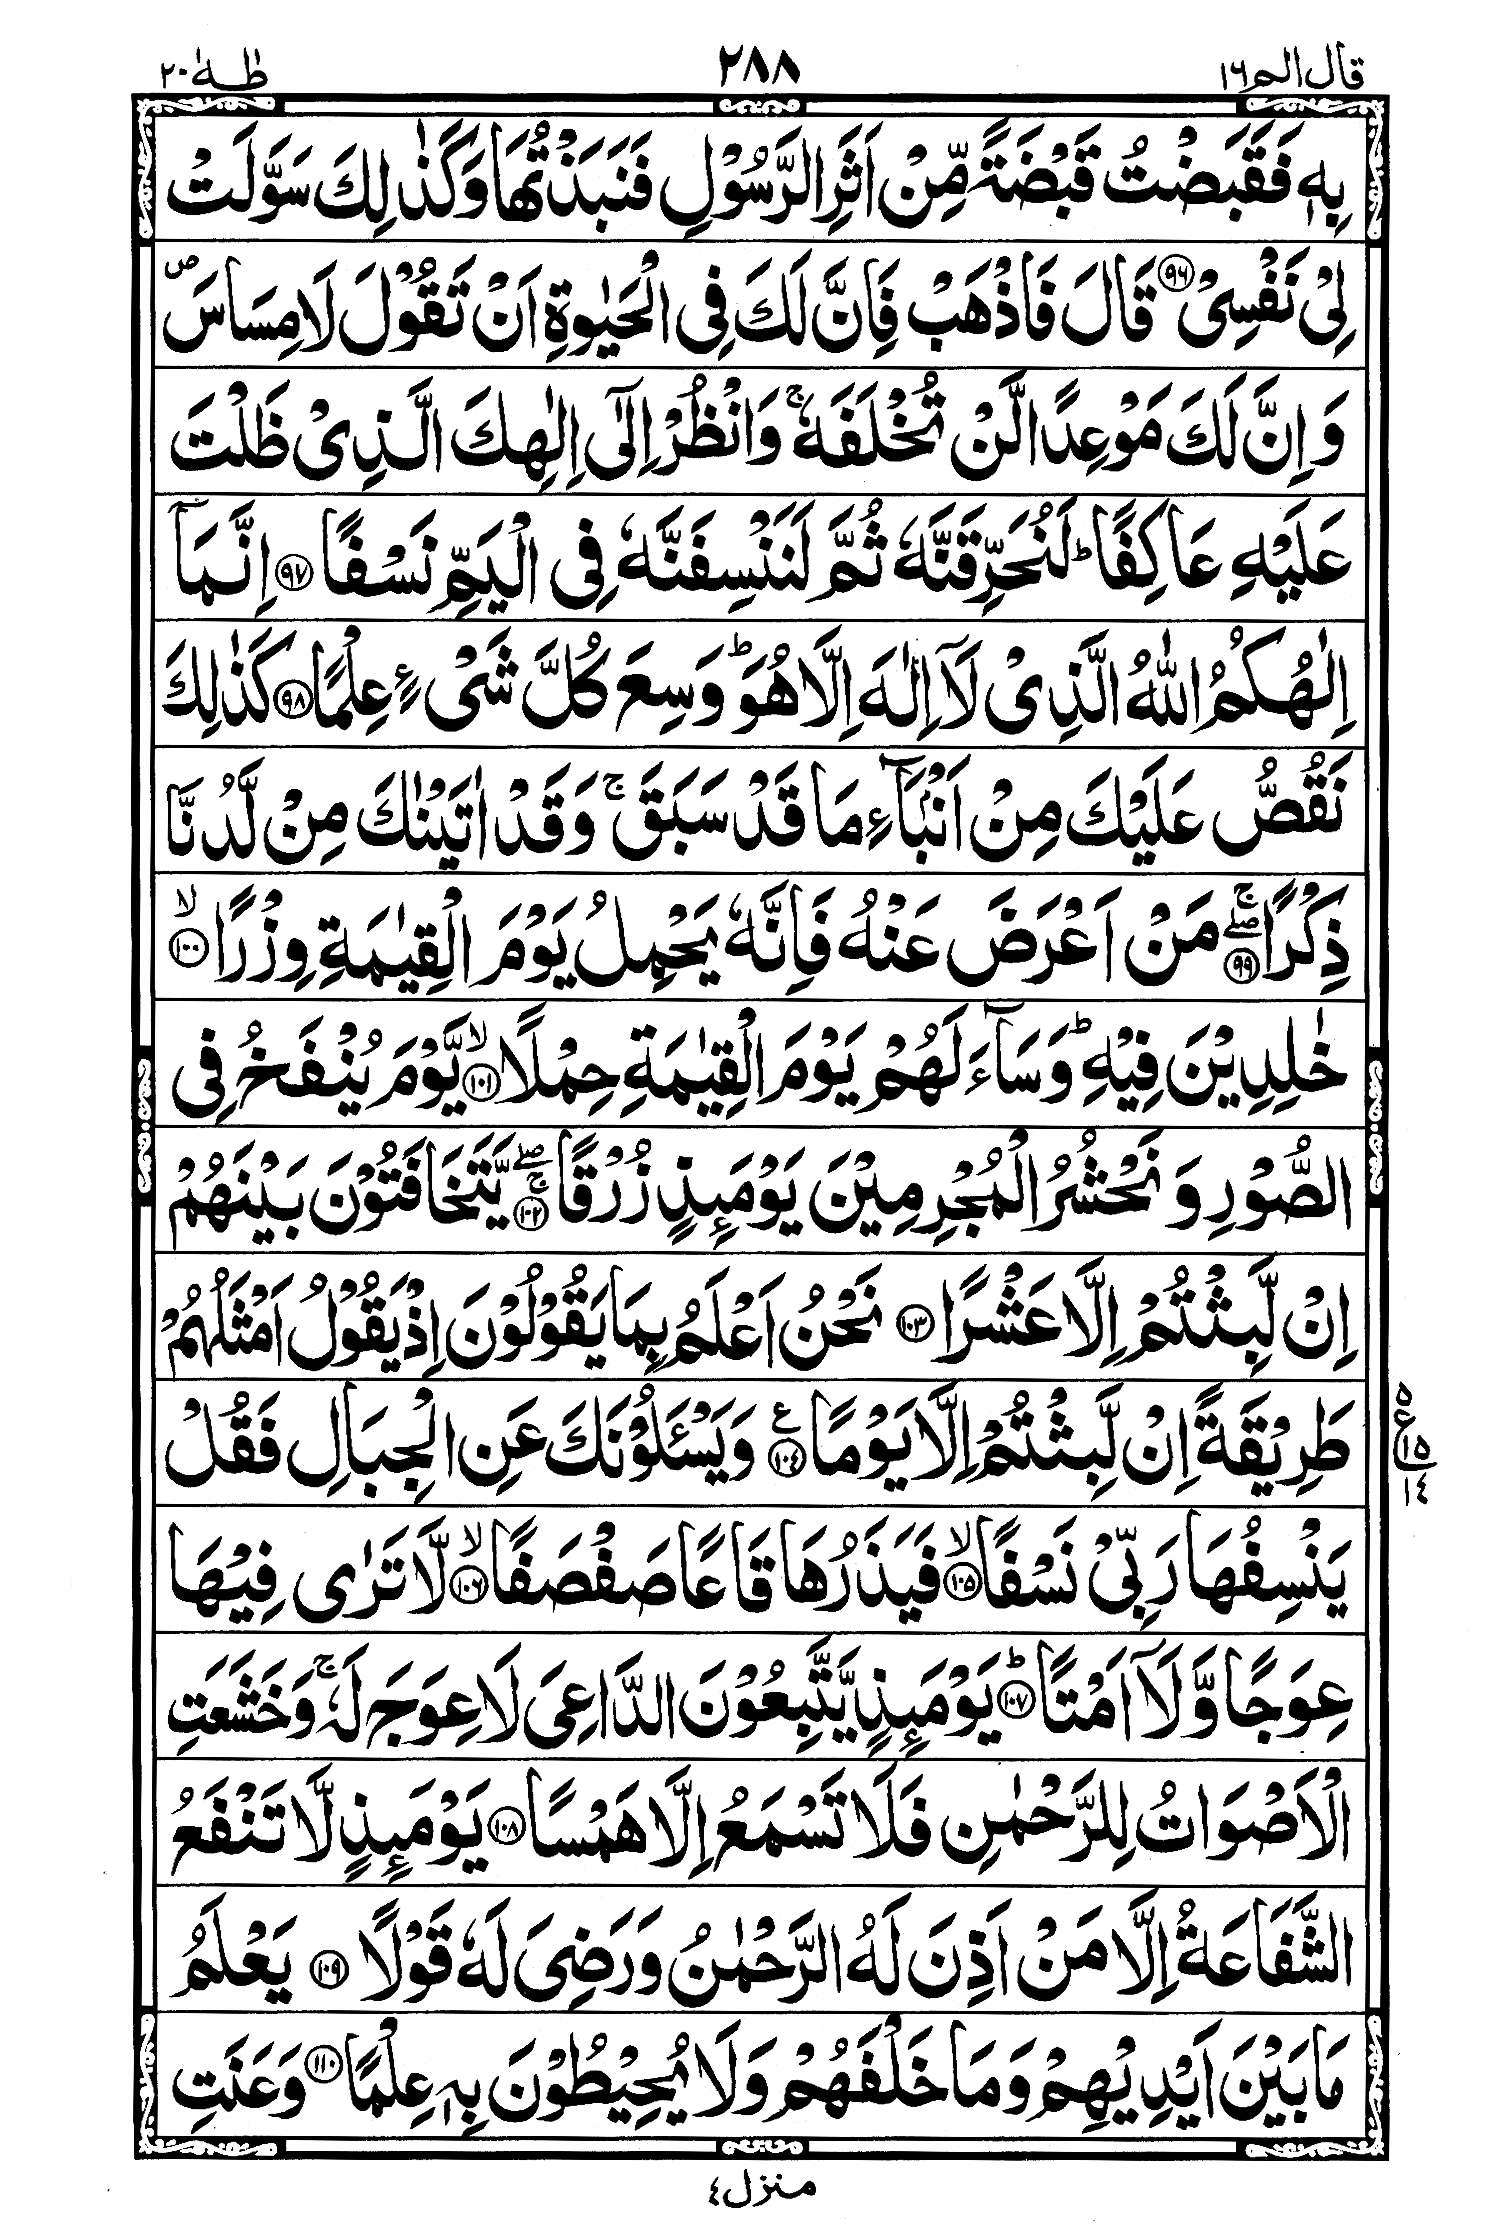 قال الم ١٦
٢٨٨
طٰهٰ ٢٠
بِهٖ فَقَبَضْتُ قَبْضَةً مِّنْ اَثَرِ الرَّسُوْلِ فَنَبَذْتُهَا وَكَذٰلِكَ سَوَّلَتْ
لِیْ نَفْسِیْ ﴿٩٦﴾ قَالَ فَاذْهَبْ فَاِنَّ لَكَ فِی الْحَیٰوةِ اَنْ تَقُوْلَ لَا مِسَاسَ ۪
وَ اِنَّ لَكَ مَوْعِدًا لَّنْ تُخْلَفَهٗ ۚ وَانْظُرْ اِلٰۤی اِلٰهِكَ الَّذِیْ ظَلْتَ
عَلَیْهِ عَاكِفًا ؕ لَنُحَرِّقَنَّهٗ ثُمَّ لَنَنْسِفَنَّهٗ فِی الْیَمِّ نَسْفًا ﴿٩٧﴾ اِنَّمَاۤ
اِلٰهُكُمُ اللّٰهُ الَّذِیْ لَاۤ اِلٰهَ اِلَّا هُوَ ؕ وَسِعَ كُلَّ شَیْءٍ عِلْمًا ﴿٩٨﴾ كَذٰلِكَ
نَقُصُّ عَلَیْكَ مِنْ اَنْۢبَآءِ مَا قَدْ سَبَقَ ۚ وَقَدْ اٰتَیْنٰكَ مِنْ لَّدُنَّا
ذِكْرًا ﴿٩٩﴾ ۖۚ مَنْ اَعْرَضَ عَنْهُ فَاِنَّهٗ یَحْمِلُ یَوْمَ الْقِیٰمَةِ وِزْرًا ﴿١٠٠﴾ ۙ
خٰلِدِیْنَ فِیْهِ ؕ وَسَآءَ لَهُمْ یَوْمَ الْقِیٰمَةِ حِمْلًا ﴿١٠١﴾ ۙ یَّوْمَ یُنْفَخُ فِی
الصُّوْرِ وَ نَحْشُرُ الْمُجْرِمِیْنَ یَوْمَىِٕذٍ زُرْقًا ﴿١٠٢﴾ ۖۚ یَّتَخَافَتُوْنَ بَیْنَهُمْ
اِنْ لَّبِثْتُمْ اِلَّا عَشْرًا ﴿١٠٣﴾ نَحْنُ اَعْلَمُ بِمَا یَقُوْلُوْنَ اِذْ یَقُوْلُ اَمْثَلُهُمْ
طَرِیْقَةً اِنْ لَّبِثْتُمْ اِلَّا یَوْمًا ﴿١٠٤﴾ ع وَیَسْـَٔلُوْنَكَ عَنِ الْجِبَالِ فَقُلْ
٥
ع ١٥
١٤
یَنْسِفُهَا رَبِّیْ نَسْفًا ﴿١٠٥﴾ ۙ فَیَذَرُهَا قَاعًا صَفْصَفًا ﴿١٠٦﴾ ۙ لَّا تَرٰی فِیْهَا
عِوَجًا وَّلَاۤ اَمْتًا ﴿١٠٧﴾ ؕ یَوْمَىِٕذٍ یَّتَّبِعُوْنَ الدَّاعِیَ لَا عِوَجَ لَهٗ ۚ وَخَشَعَتِ
الْاَصْوَاتُ لِلرَّحْمٰنِ فَلَا تَسْمَعُ اِلَّا هَمْسًا ﴿١٠٨﴾ یَوْمَىِٕذٍ لَّا تَنْفَعُ
الشَّفَاعَةُ اِلَّا مَنْ اَذِنَ لَهُ الرَّحْمٰنُ وَرَضِیَ لَهٗ قَوْلًا ﴿١٠٩﴾ یَعْلَمُ
مَا بَیْنَ اَیْدِیْهِمْ وَمَا خَلْفَهُمْ وَلَا یُحِیْطُوْنَ بِهٖ عِلْمًا ﴿١١٠﴾ وَعَنَتِ
منزل ٤